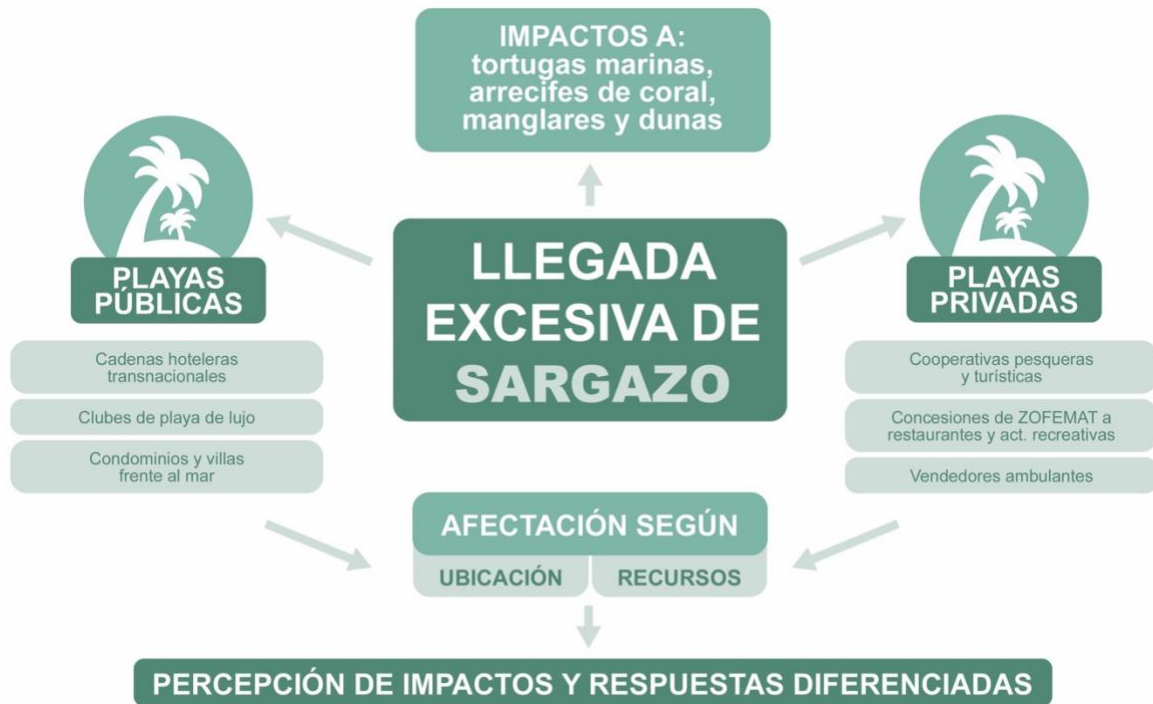 IMPACTOS A:
tortugas marinas,
arrecifes de coral,
manglares y dunas
PLAYAS
PÚBLICAS
Cadenas hoteleras
transnacionales
Clubes de playa de lujo
Condominios y villas
frente al mar
LLEGADA
EXCESIVA DE
SARGAZO
PLAYAS
PRIVADAS
Cooperativas pesqueras
y turísticas
Concesiones de ZOFEMAT a
restaurantes y act. recreativas
Vendedores ambulantes
AFECTACIÓN SEGÚN
UBICACIÓN
RECURSOS
PERCEPCIÓN DE IMPACTOS Y RESPUESTAS DIFERENCIADAS